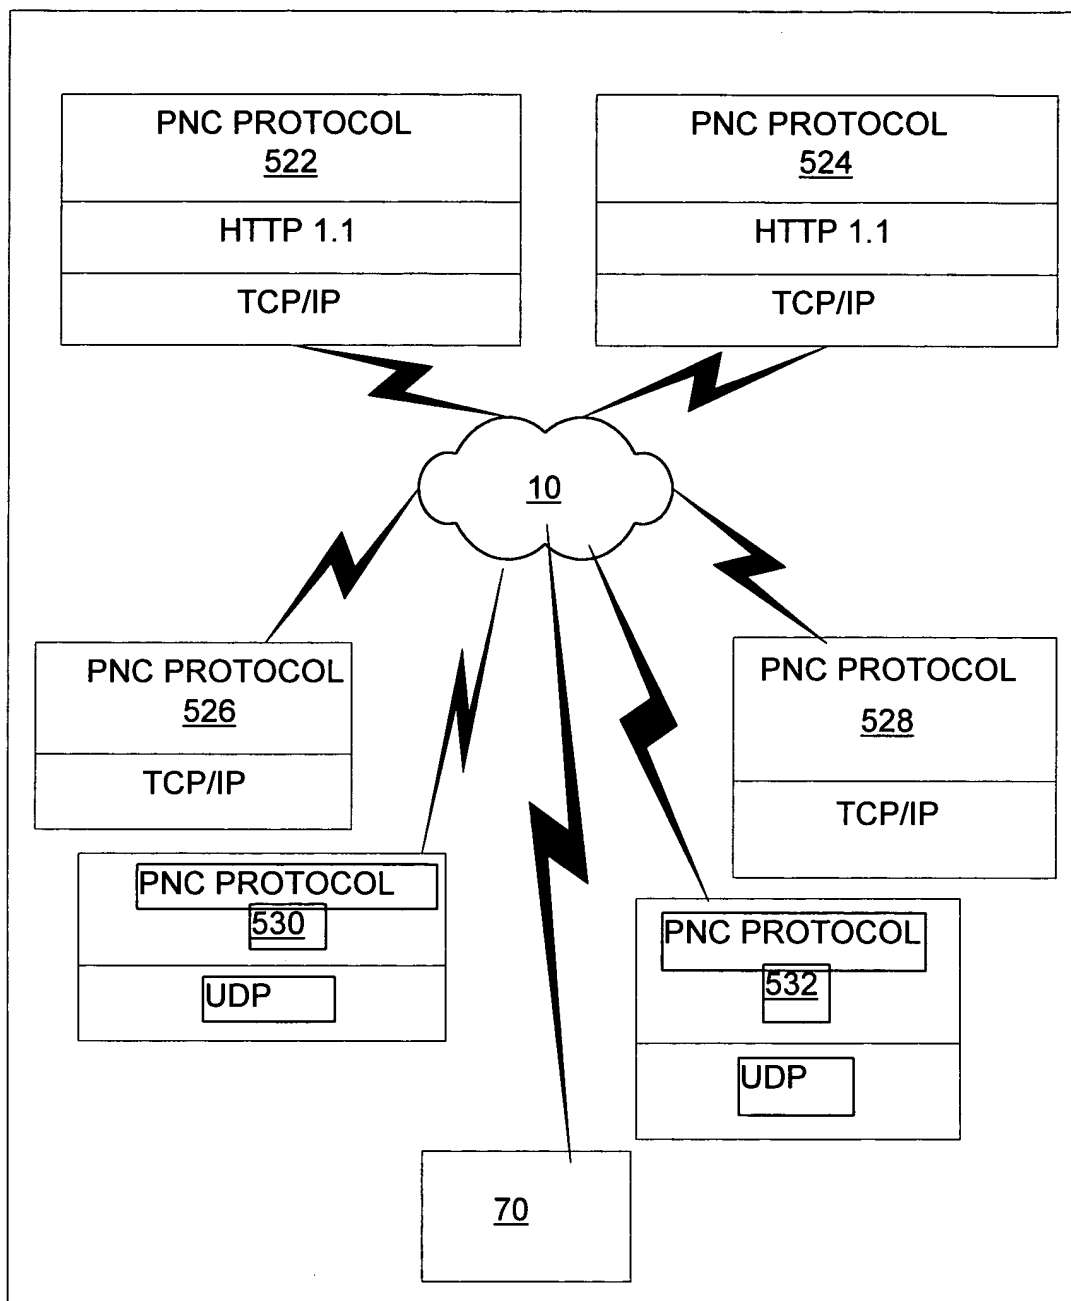 PNC PROTOCOL
522
HTTP 1.1
TCP/IP
PNC PROTOCOL
524
HTTP 1.1
TCP/IP
10
PNC PROTOCOL
526
TCP/IP
PNC PROTOCOL
528
TCP/IP
PNC PROTOCOL
530
UDP
PNC PROTOCOL
532
UDP
70